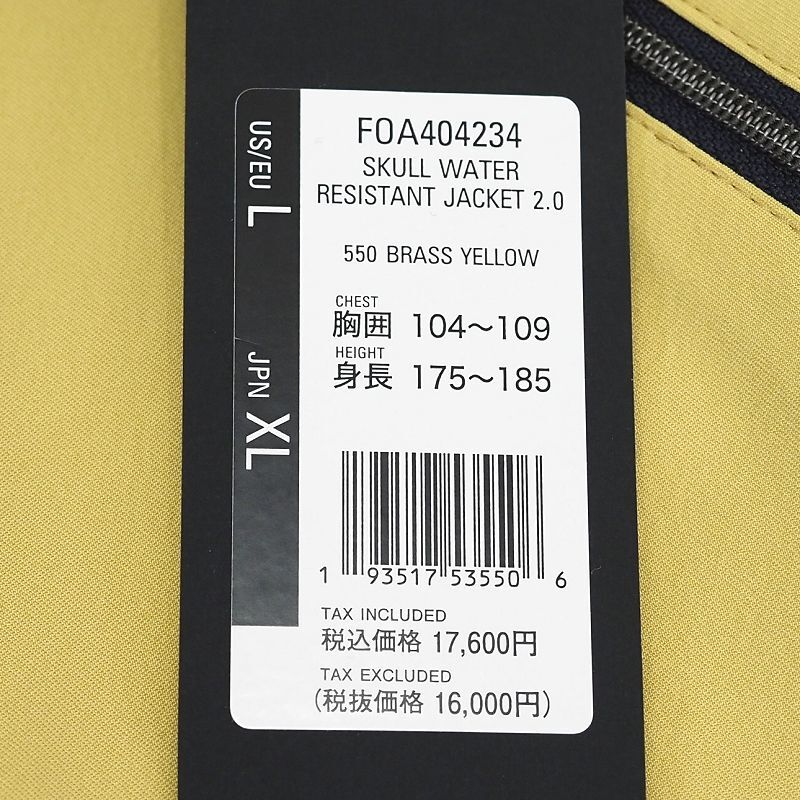 US/EU L
JPN XL
FOA404234
SKULL WATER
RESISTANT JACKET 2.0
550 BRASS YELLOW
CHEST
胸囲 104～109
HEIGHT
身長 175～185
1 93517 53550 6
TAX INCLUDED
税込価格 17,600円
TAX EXCLUDED
(税抜価格 16,000円)